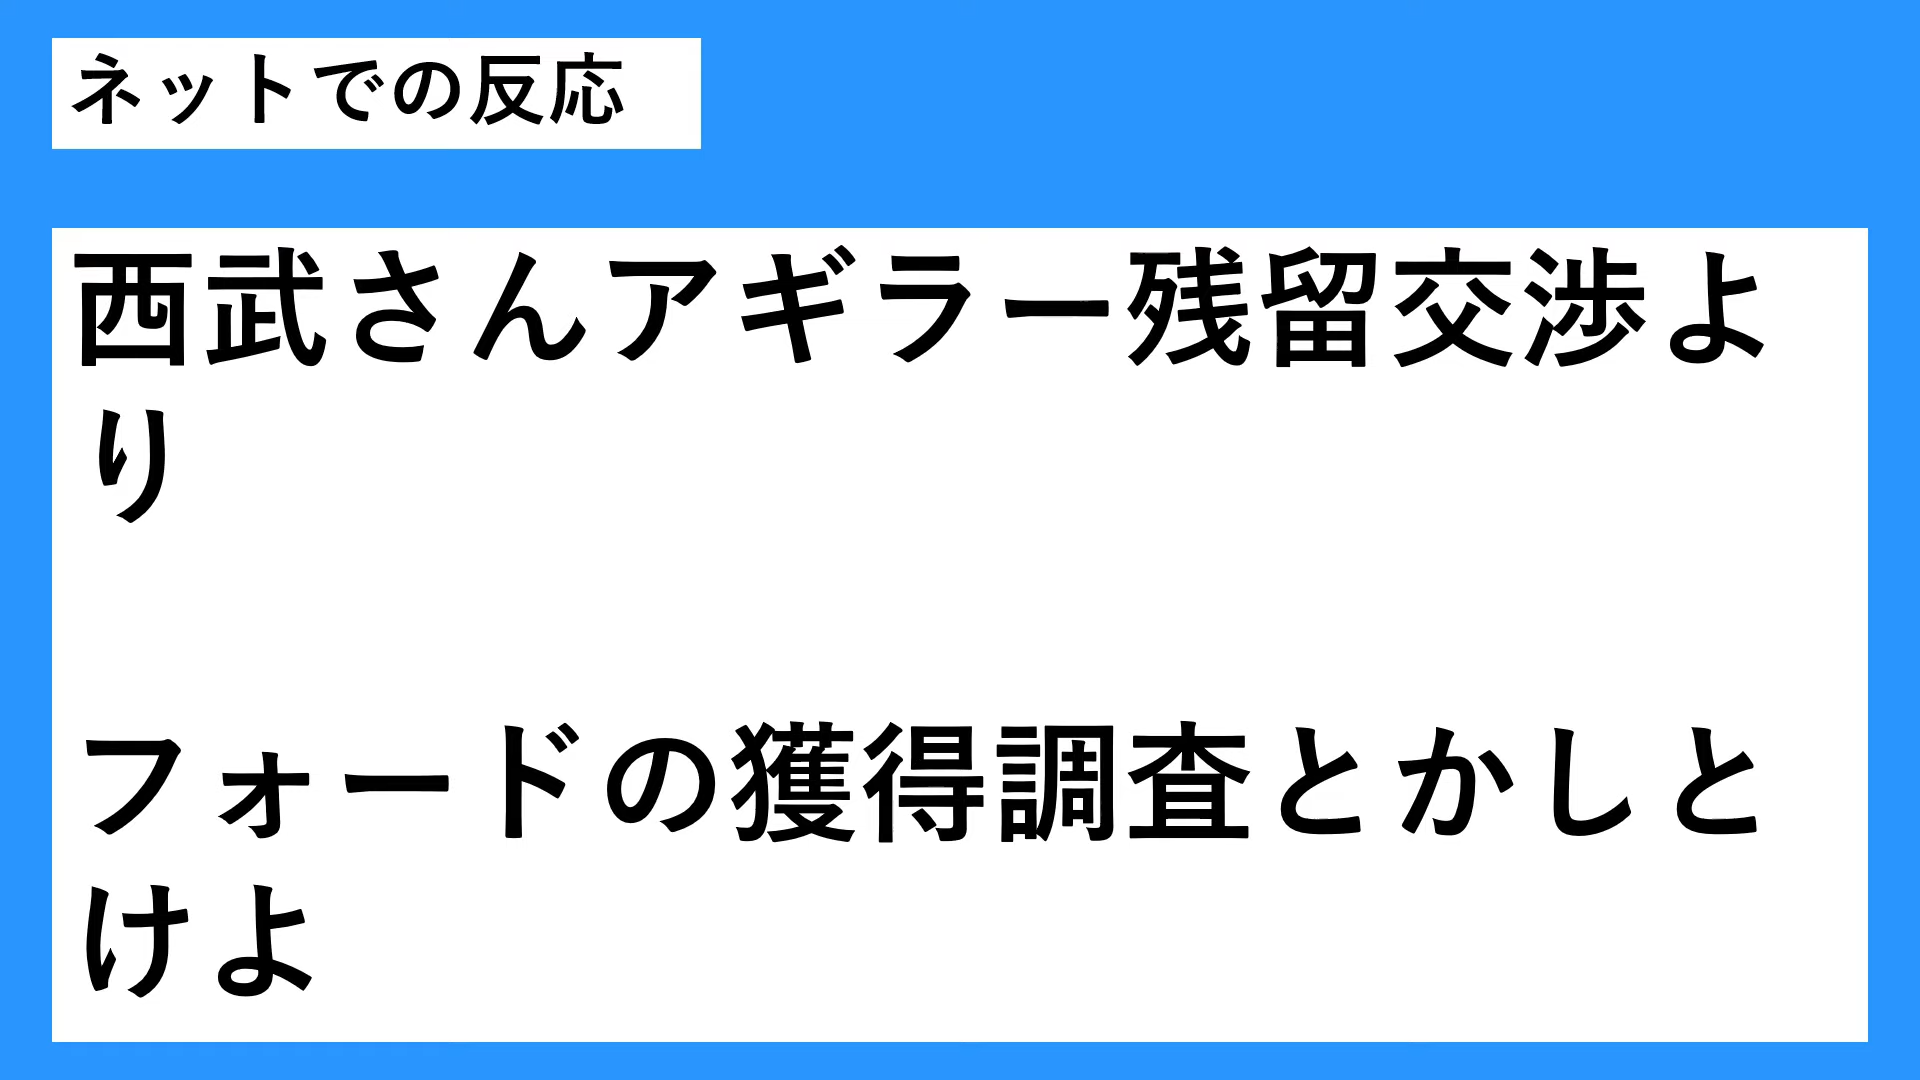 ネットでの反応
西武さんアギラー残留交渉よ
り
フォードの獲得調査とかしと
けよ